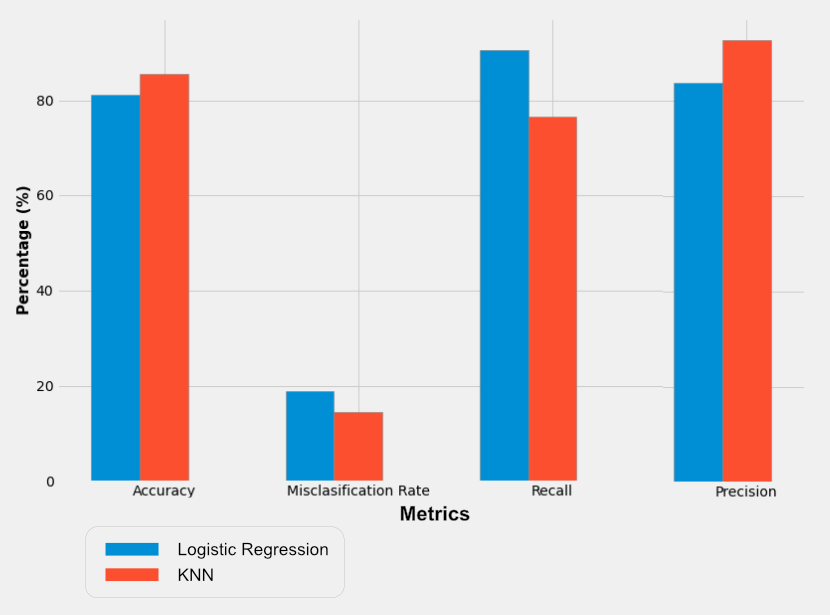 80
60
40
20
0
Percentage (%)
Accuracy
Misclasification Rate
Recall
Precision
Metrics
Logistic Regression
KNN